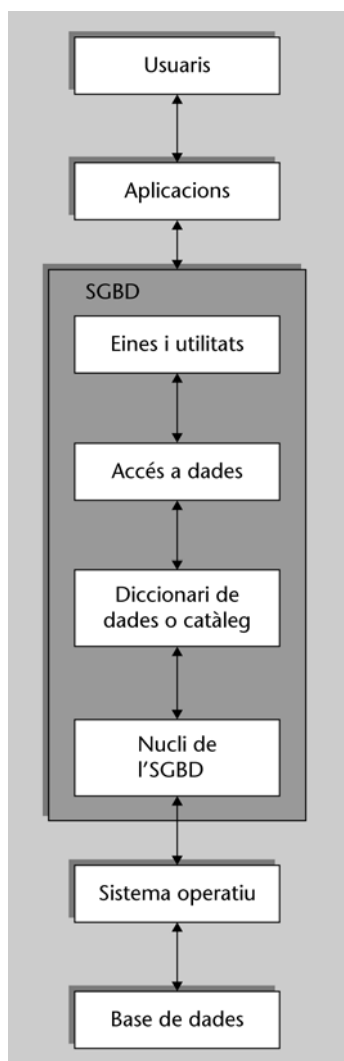 Usuaris
Aplicacions
SGBD
Eines i utilitats
Accés a dades
Diccionari de
dades o catàleg
Nucli de
l'SGBD
Sistema operatiu
Base de dades